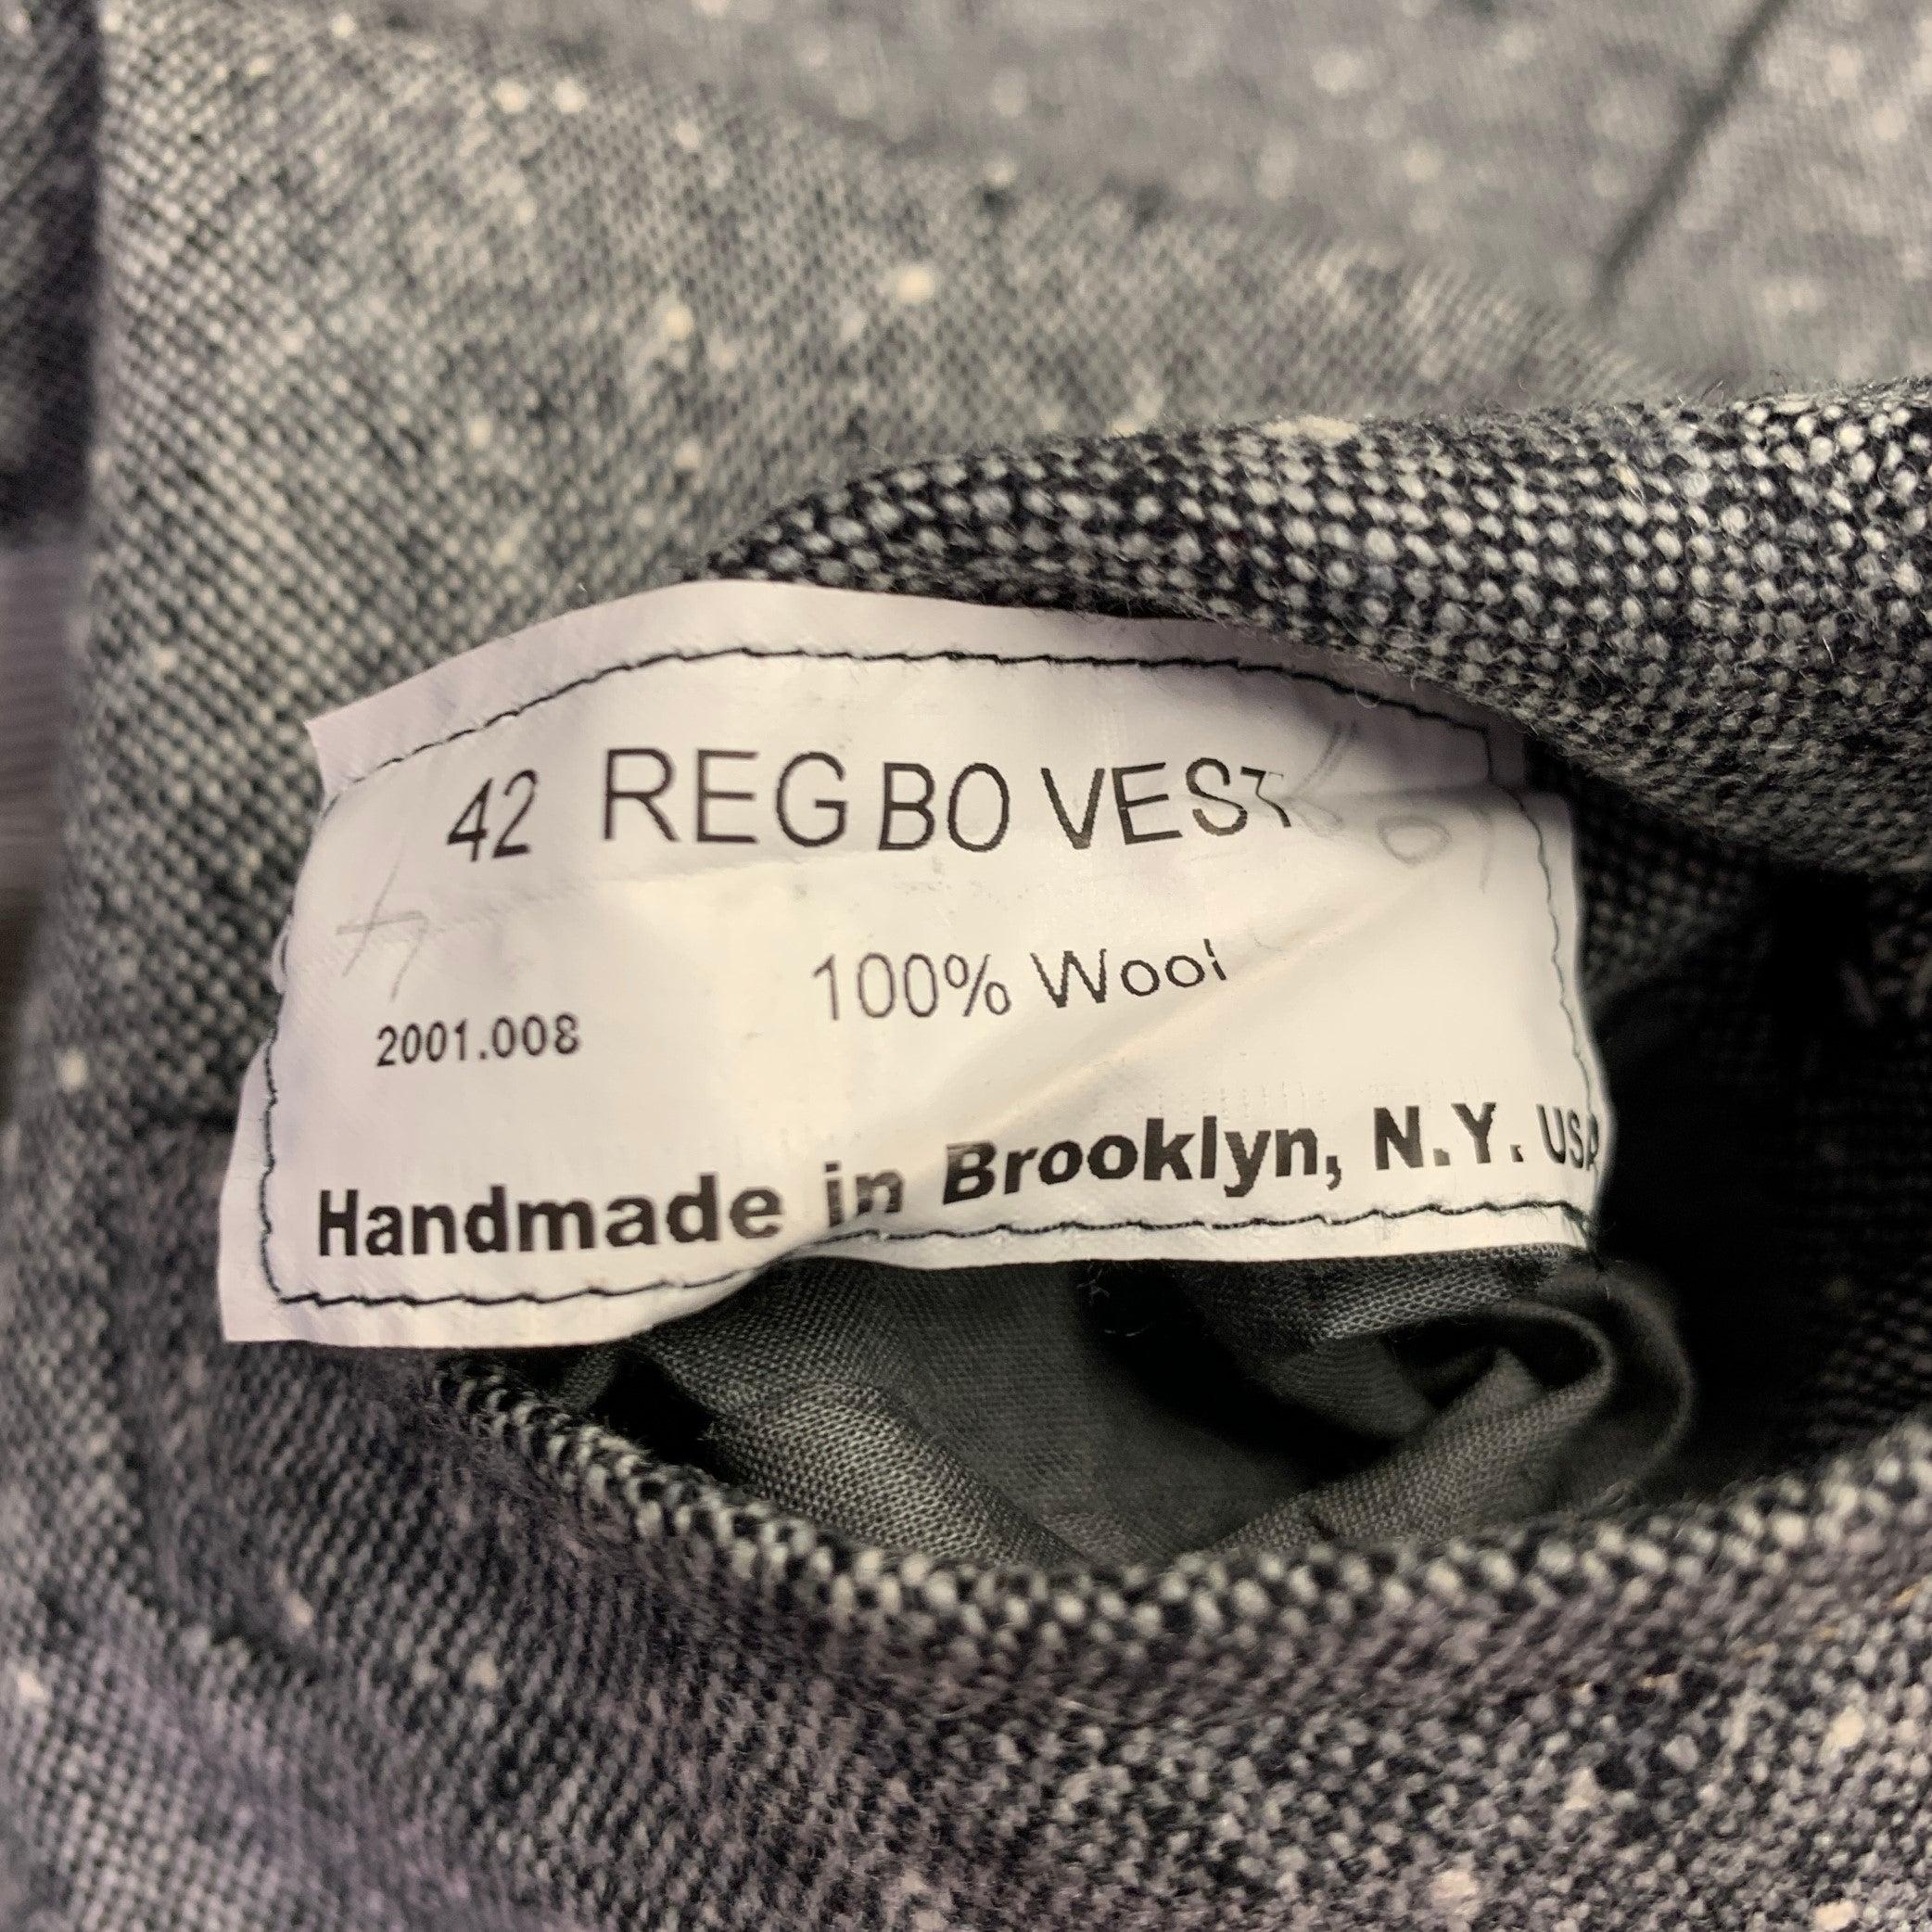 42 REG BO VEST
100% Wool
2001.008
Handmade in Brooklyn, N.Y. USA